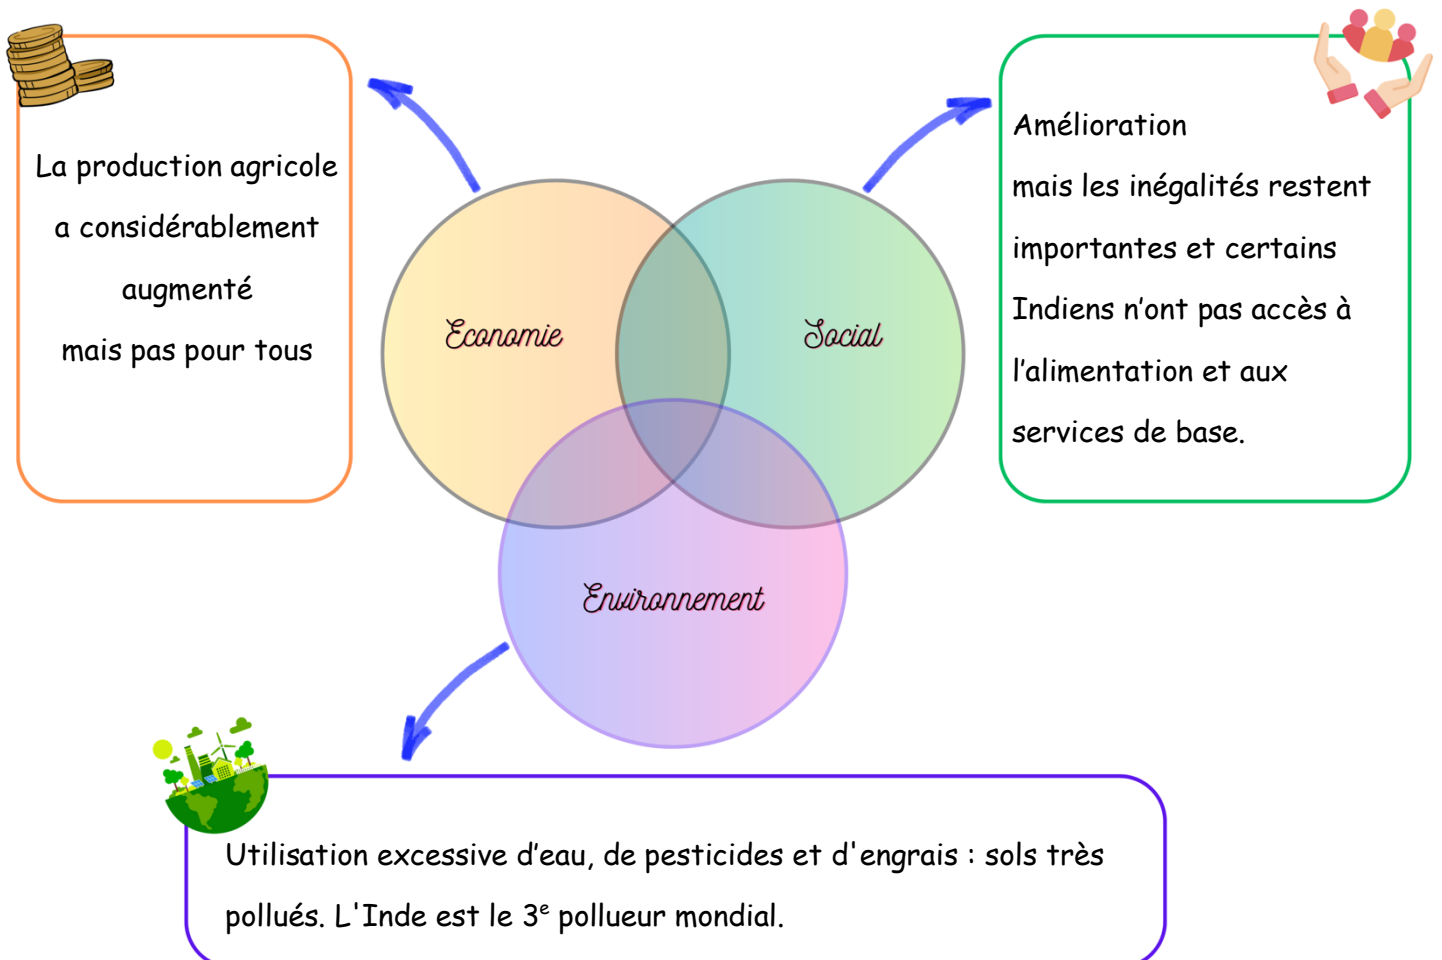 La production agricole
a considérablement
augmenté
mais pas pour tous
Amélioration
mais les inégalités restent
importantes et certains
Indiens n’ont pas accès à
l’alimentation et aux
services de base.
Economie
Social
Environnement
Utilisation excessive d’eau, de pesticides et d'engrais : sols très
pollués. L'Inde est le 3ᵉ pollueur mondial.